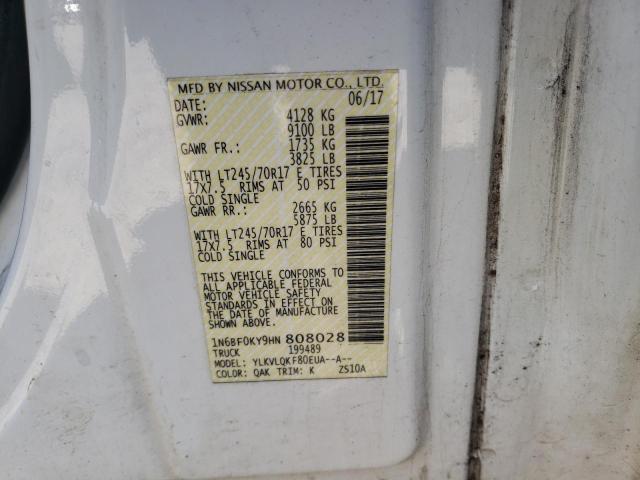 MFD BY NISSAN MOTOR CO., LTD.
DATE: 06/17
GVWR: 4128 KG
9100 LB
GAWR FR.: 1735 KG
3825 LB
WITH LT245/70R17 E TIRES
17X7.5 RIMS AT 50 PSI
COLD SINGLE
GAWR RR.: 2665 KG
5875 LB
WITH LT245/70R17 E TIRES
17X7.5 RIMS AT 80 PSI
COLD SINGLE
THIS VEHICLE CONFORMS TO
ALL APPLICABLE FEDERAL
MOTOR VEHICLE SAFETY
STANDARDS IN EFFECT ON
THE DATE OF MANUFACTURE
SHOWN ABOVE.
1N6BF0KY9HN 808028
TRUCK 199489
MODEL: YLKVLQKF80EUA--A--
COLOR: QAK TRIM: K ZS10A